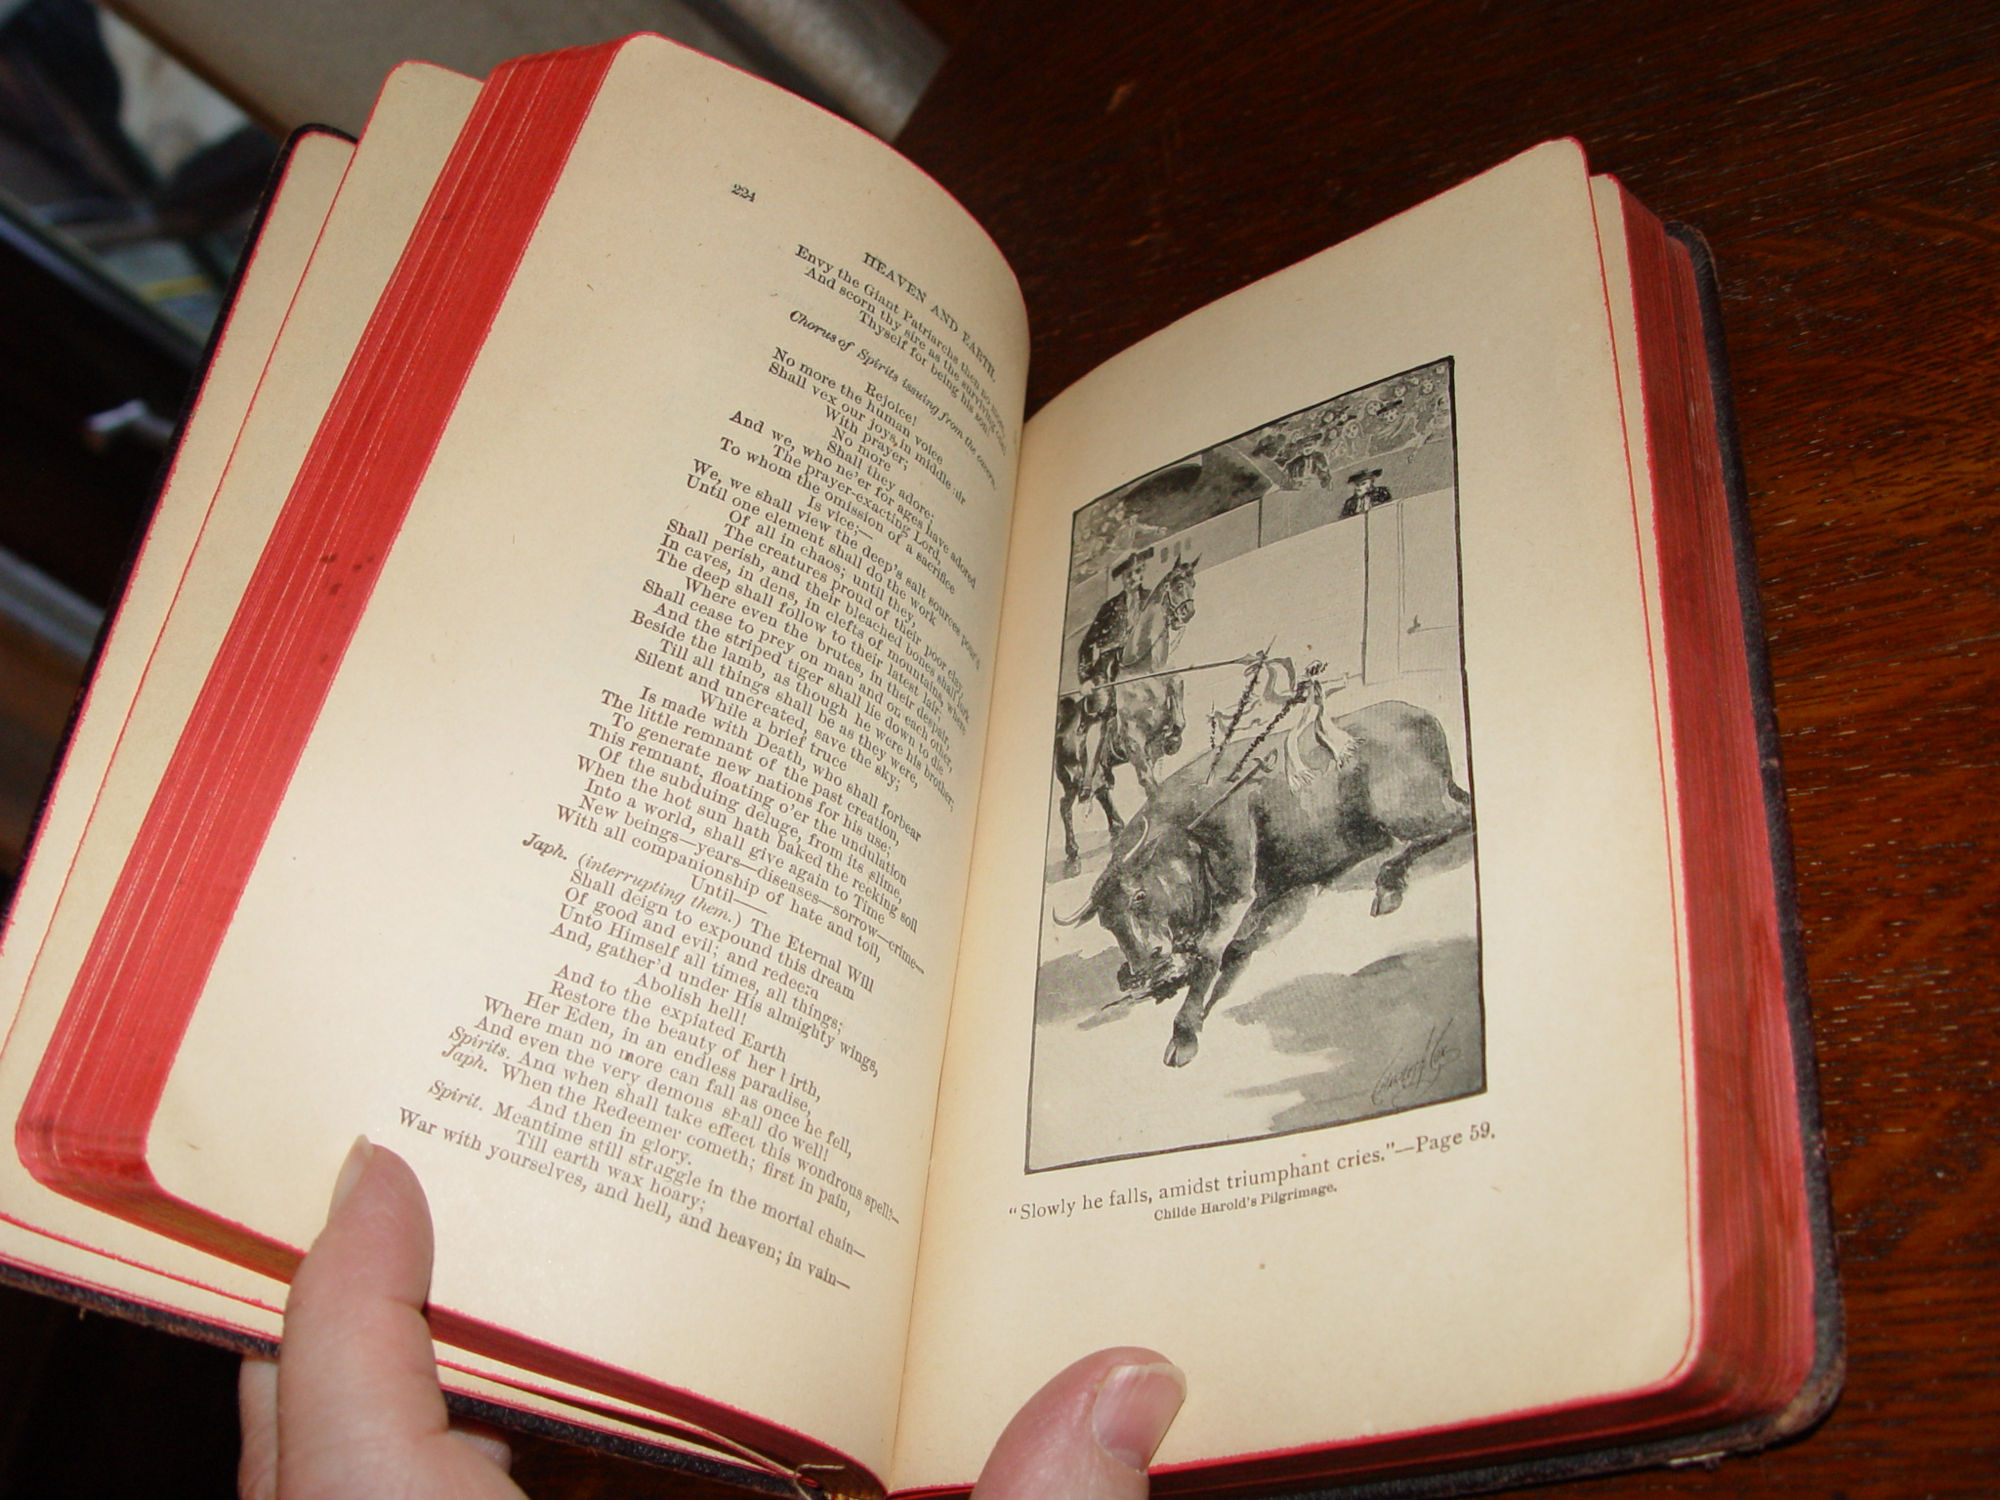 224
HEAVEN AND EARTH.
Envy the Giant Patriarchs then no more,
And scorn thy sire as the surviving one!
Thyself for being his son!
Chorus of Spirits issuing from the cavern.
Rejoice!
No more the human voice
Shall vex our joys in middle air
With prayer;
No more
Shall they adore;
And we, who ne'er for ages have adored
The prayer-exacting Lord,
To whom the omission of a sacrifice
Is vice;—
We, we shall view the deep's salt sources pour'd
Until one element shall do the work
Of all in chaos; until they,
The creatures proud of their poor clay,
Shall perish, and their bleached bones shall lurk
In caves, in dens, in clefts of mountains, where
The deep shall follow to their latest lair;
Where even the brutes, in their despair,
Shall cease to prey on man and on each other,
And the striped tiger shall lie down to die
Beside the lamb, as though he were his brother;
Till all things shall be as they were,
Silent and uncreated, save the sky;
While a brief truce
Is made with Death, who shall forbear
The little remnant of the past creation,
To generate new nations for his use;
This remnant, floating o'er the undulation
Of the subduing deluge, from its slime,
When the hot sun hath baked the reeking soil
Into a world, shall give again to Time
New beings—years—diseases—sorrow—crime—
With all companionship of hate and toil,
Until——
Japh. (interrupting them.) The Eternal Will
Shall deign to expound this dream
Of good and evil; and redeem
Unto Himself all times, all things;
And, gather'd under His almighty wings,
Abolish hell!
And to the expiated Earth
Restore the beauty of her birth,
Her Eden, in an endless paradise,
Where man no more can fall as once he fell,
And even the very demons shall do well!
Spirits. And when shall take effect this wondrous spell?—
Japh. When the Redeemer cometh; first in pain,
And then in glory.
Spirit. Meantime still struggle in the mortal chain—
Till earth wax hoary;
War with yourselves, and hell, and heaven; in vain—
"Slowly he falls, amidst triumphant cries."—Page 59.
Childe Harold's Pilgrimage.